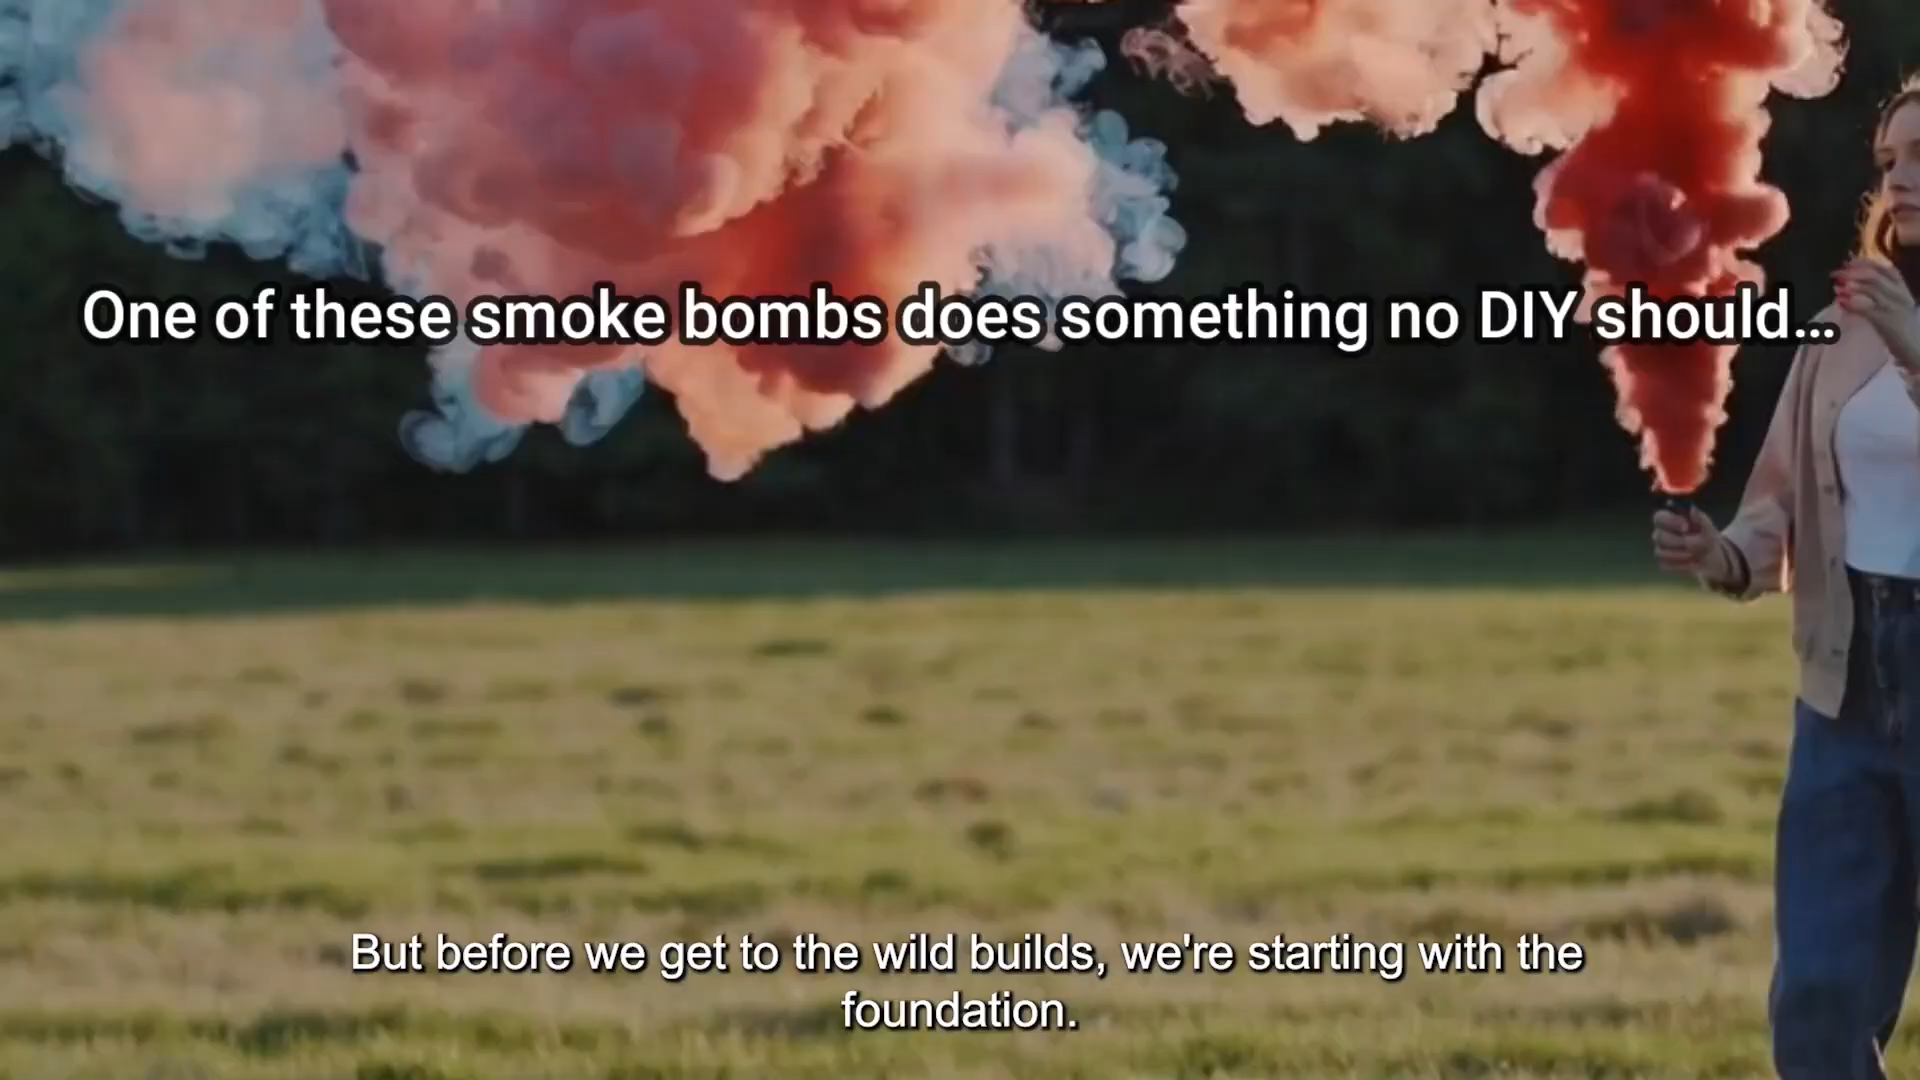 One of these smoke bombs does something no DIY should...
But before we get to the wild builds, we're starting with the
foundation.